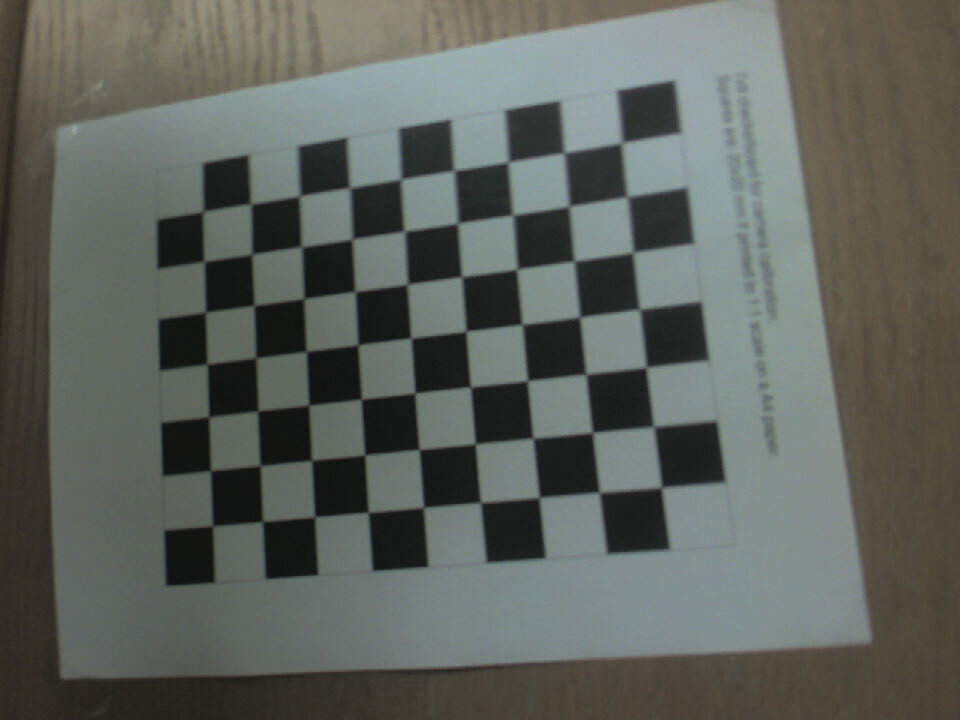 7x9 checkerboard for camera calibration.
Squares are 20x20 mm if printed to 1:1 scale on a A4 paper.